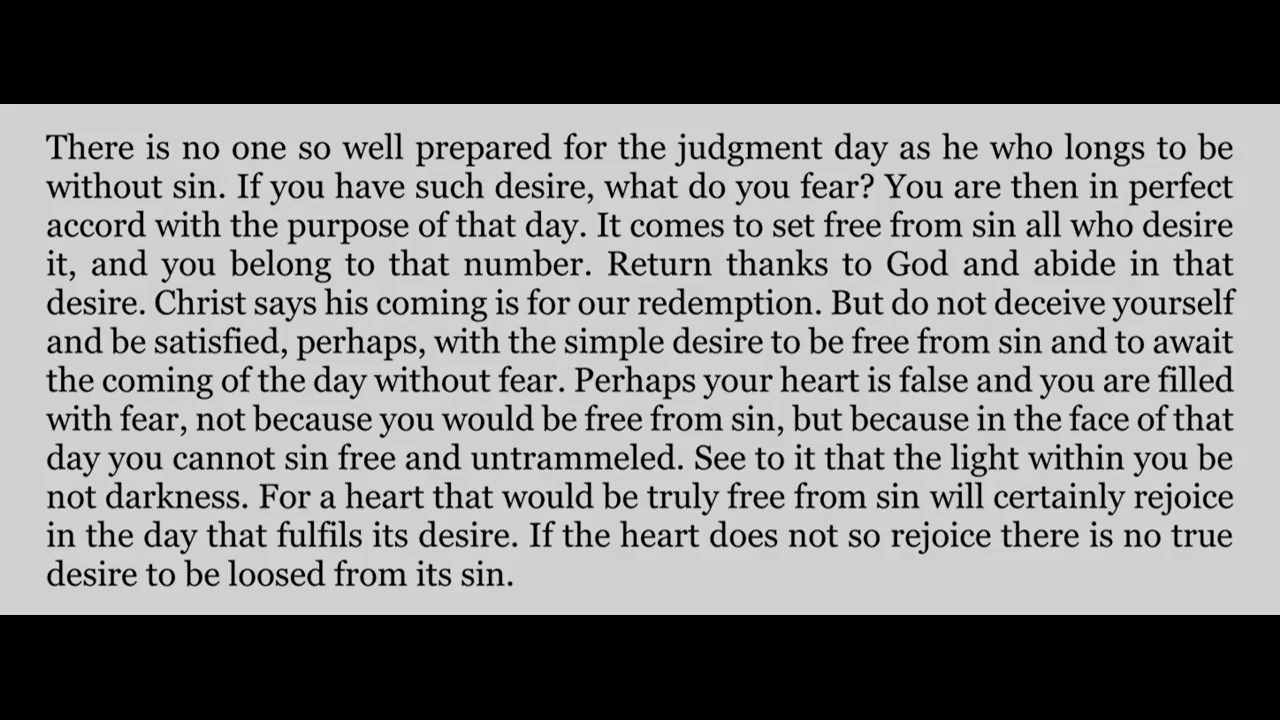 There is no one so well prepared for the judgment day as he who longs to be
without sin. If you have such desire, what do you fear? You are then in perfect
accord with the purpose of that day. It comes to set free from sin all who desire
it, and you belong to that number. Return thanks to God and abide in that
desire. Christ says his coming is for our redemption. But do not deceive yourself
and be satisfied, perhaps, with the simple desire to be free from sin and to await
the coming of the day without fear. Perhaps your heart is false and you are filled
with fear, not because you would be free from sin, but because in the face of that
day you cannot sin free and untrammeled. See to it that the light within you be
not darkness. For a heart that would be truly free from sin will certainly rejoice
in the day that fulfils its desire. If the heart does not so rejoice there is no true
desire to be loosed from its sin.